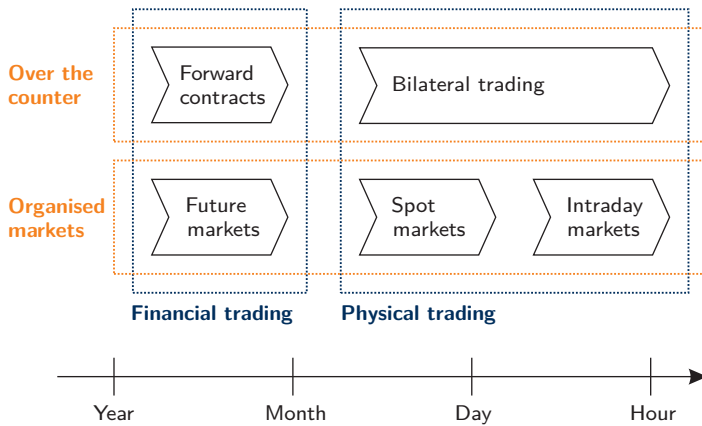 Over the
counter
Forward
contracts
Bilateral trading
Organised
markets
Future
markets
Spot
markets
Intraday
markets
Financial trading
Physical trading
Year
Month
Day
Hour